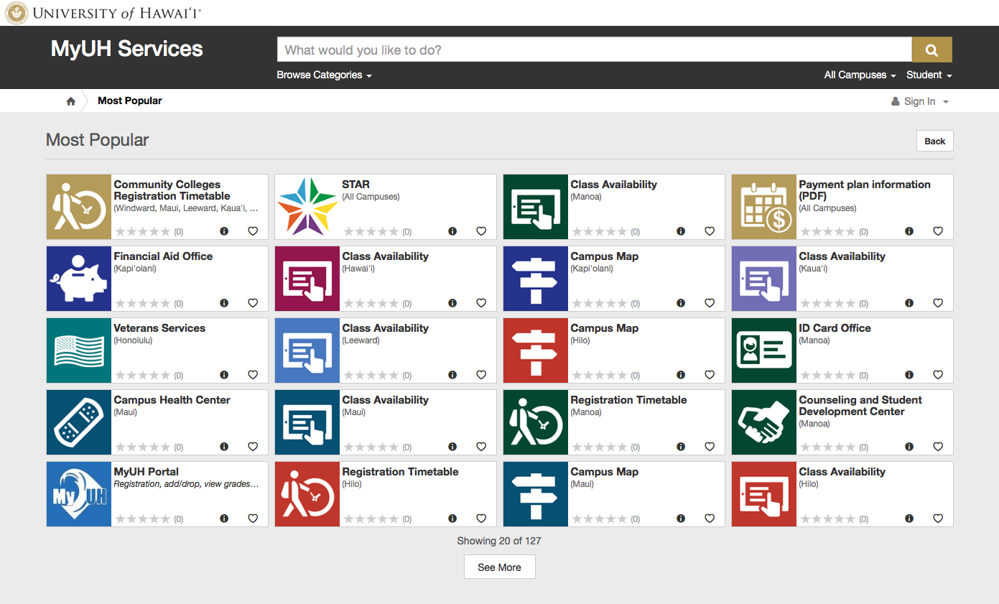 UNIVERSITY of HAWAIʻI®
MyUH Services
What would you like to do?
Browse Categories
All Campuses
Student
Most Popular
Sign In
Most Popular
Back
Community Colleges
Registration Timetable
(Windward, Maui, Leeward, Kaua'i, ...
(0)
STAR
(All Campuses)
(0)
Class Availability
(Manoa)
(0)
Payment plan information
(PDF)
(All Campuses)
(0)
Financial Aid Office
(Kapi'olani)
(0)
Class Availability
(Hawai'i)
(0)
Campus Map
(Kapi'olani)
(0)
Class Availability
(Kaua'i)
(0)
Veterans Services
(Honolulu)
(0)
Class Availability
(Leeward)
(0)
Campus Map
(Hilo)
(0)
ID Card Office
(Manoa)
(0)
Campus Health Center
(Maui)
(0)
Class Availability
(Maui)
(0)
Registration Timetable
(Manoa)
(0)
Counseling and Student
Development Center
(Manoa)
(0)
My UH
MyUH Portal
Registration, add/drop, view grades...
(0)
Registration Timetable
(Hilo)
(0)
Campus Map
(Maui)
(0)
Class Availability
(Hilo)
(0)
Showing 20 of 127
See More